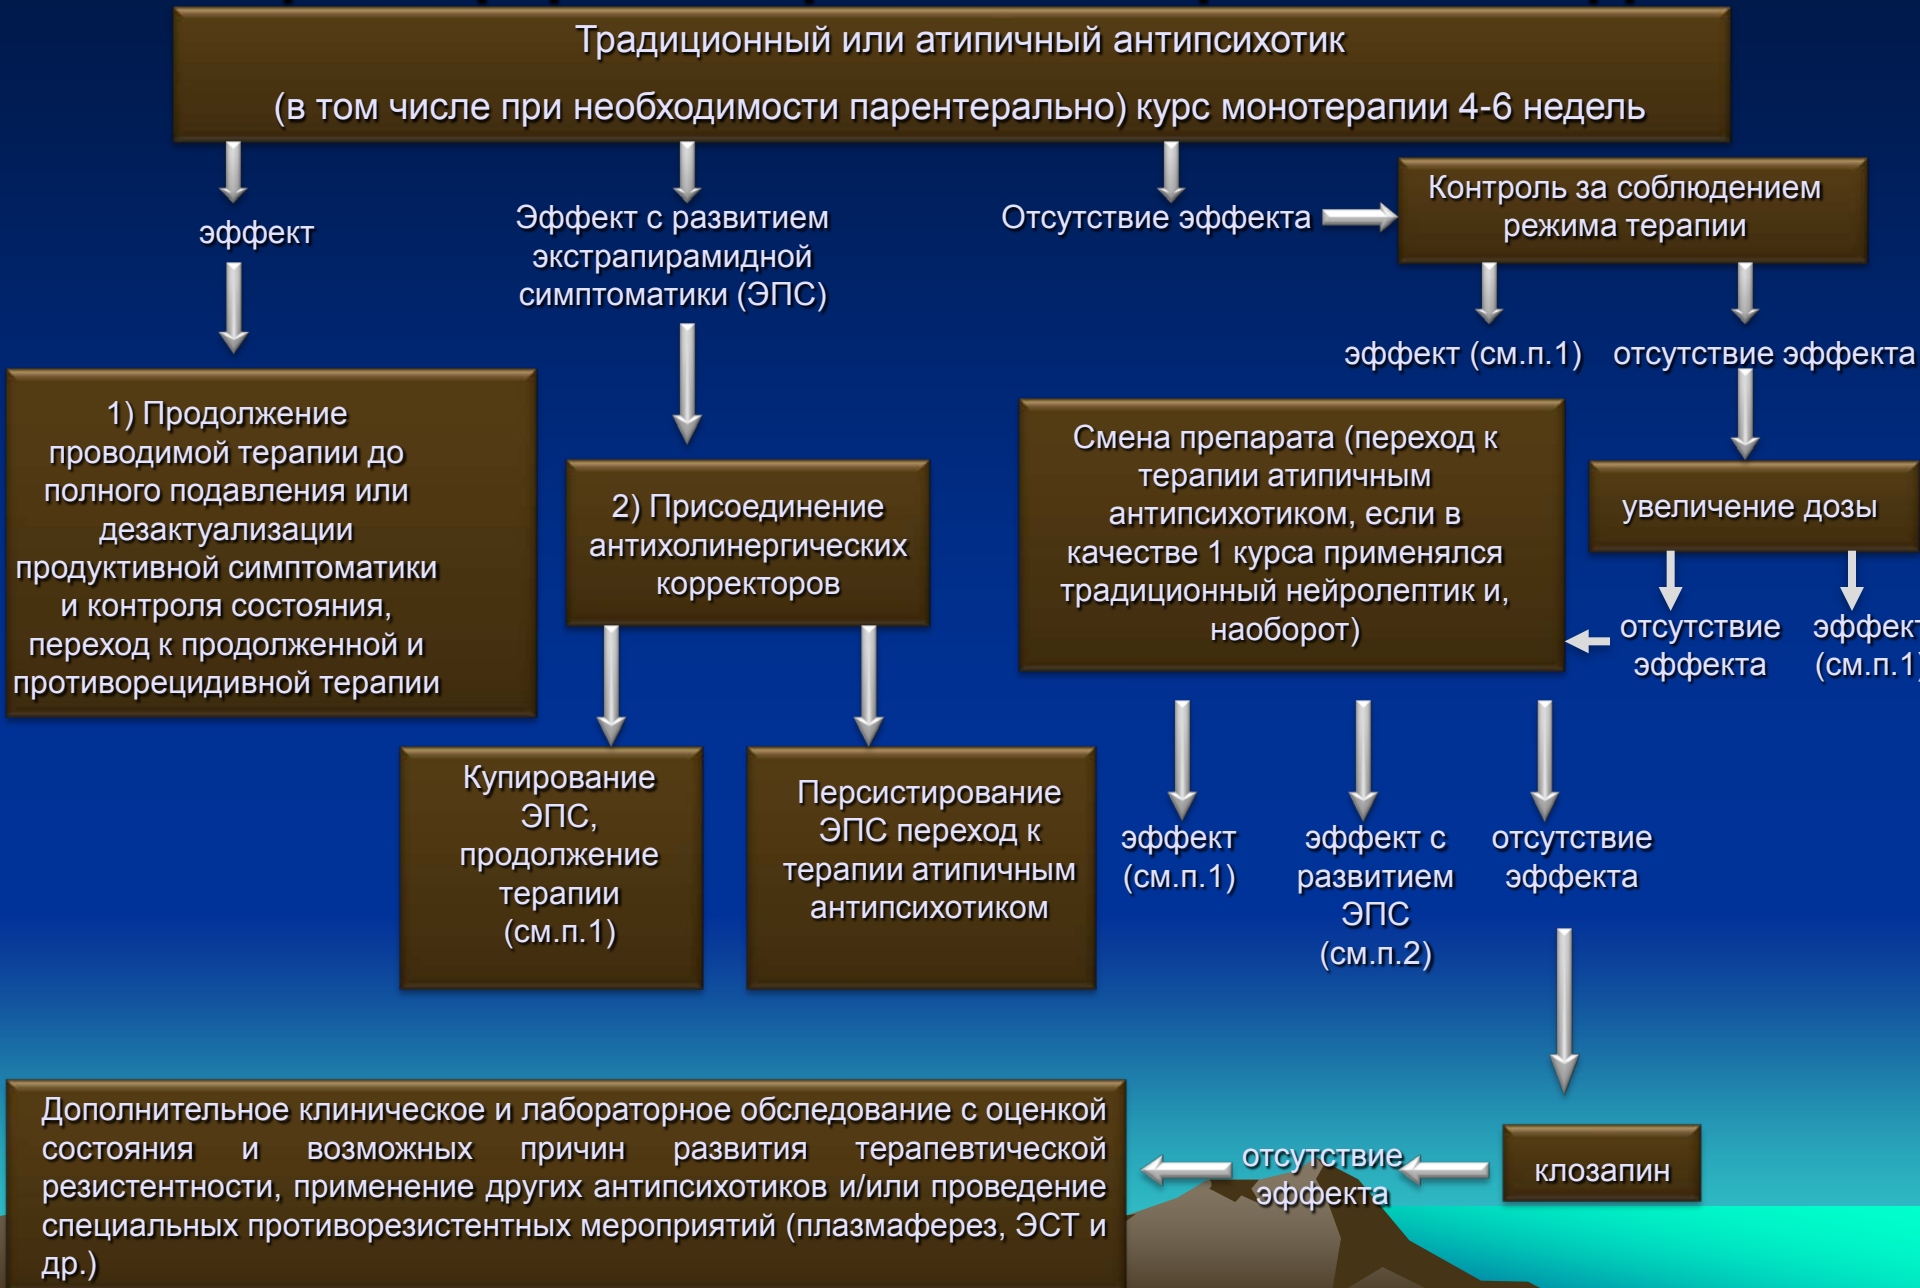 Традиционный или атипичный антипсихотик
(в том числе при необходимости парентерально) курс монотерапии 4-6 недель
эффект
Эффект с развитием
экстрапирамидной
симптоматики (ЭПС)
Отсутствие эффекта
Контроль за соблюдением
режима терапии
эффект (см.п.1)
отсутствие эффекта
1) Продолжение
проводимой терапии до
полного подавления или
дезактуализации
продуктивной симптоматики
и контроля состояния,
переход к продолженной и
противорецидивной терапии
2) Присоединение
антихолинергических
корректоров
Смена препарата (переход к
терапии атипичным
антипсихотиком, если в
качестве 1 курса применялся
традиционный нейролептик и,
наоборот)
увеличение дозы
отсутствие
эффекта
эффект
(см.п.1)
Купирование
ЭПС,
продолжение
терапии
(см.п.1)
Персистирование
ЭПС переход к
терапии атипичным
антипсихотиком
эффект
(см.п.1)
эффект с
развитием
ЭПС
(см.п.2)
отсутствие
эффекта
клозапин
отсутствие
эффекта
Дополнительное клиническое и лабораторное обследование с оценкой
состояния и возможных причин развития терапевтической
резистентности, применение других антипсихотиков и/или проведение
специальных противорезистентных мероприятий (плазмаферез, ЭСТ и
др.)